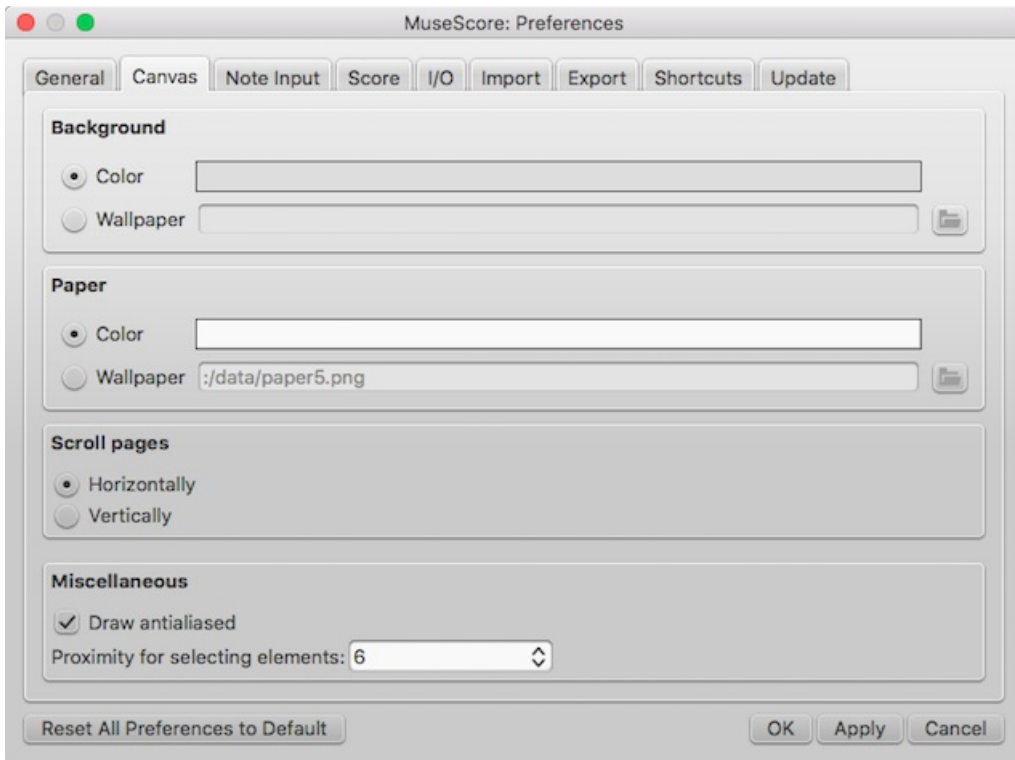 MuseScore: Preferences
General Canvas Note Input Score I/O Import Export Shortcuts Update
Background
Color
Wallpaper
Paper
Color
Wallpaper :/data/paper5.png
Scroll pages
Horizontally
Vertically
Miscellaneous
Draw antialiased
Proximity for selecting elements: 6
Reset All Preferences to Default OK Apply Cancel